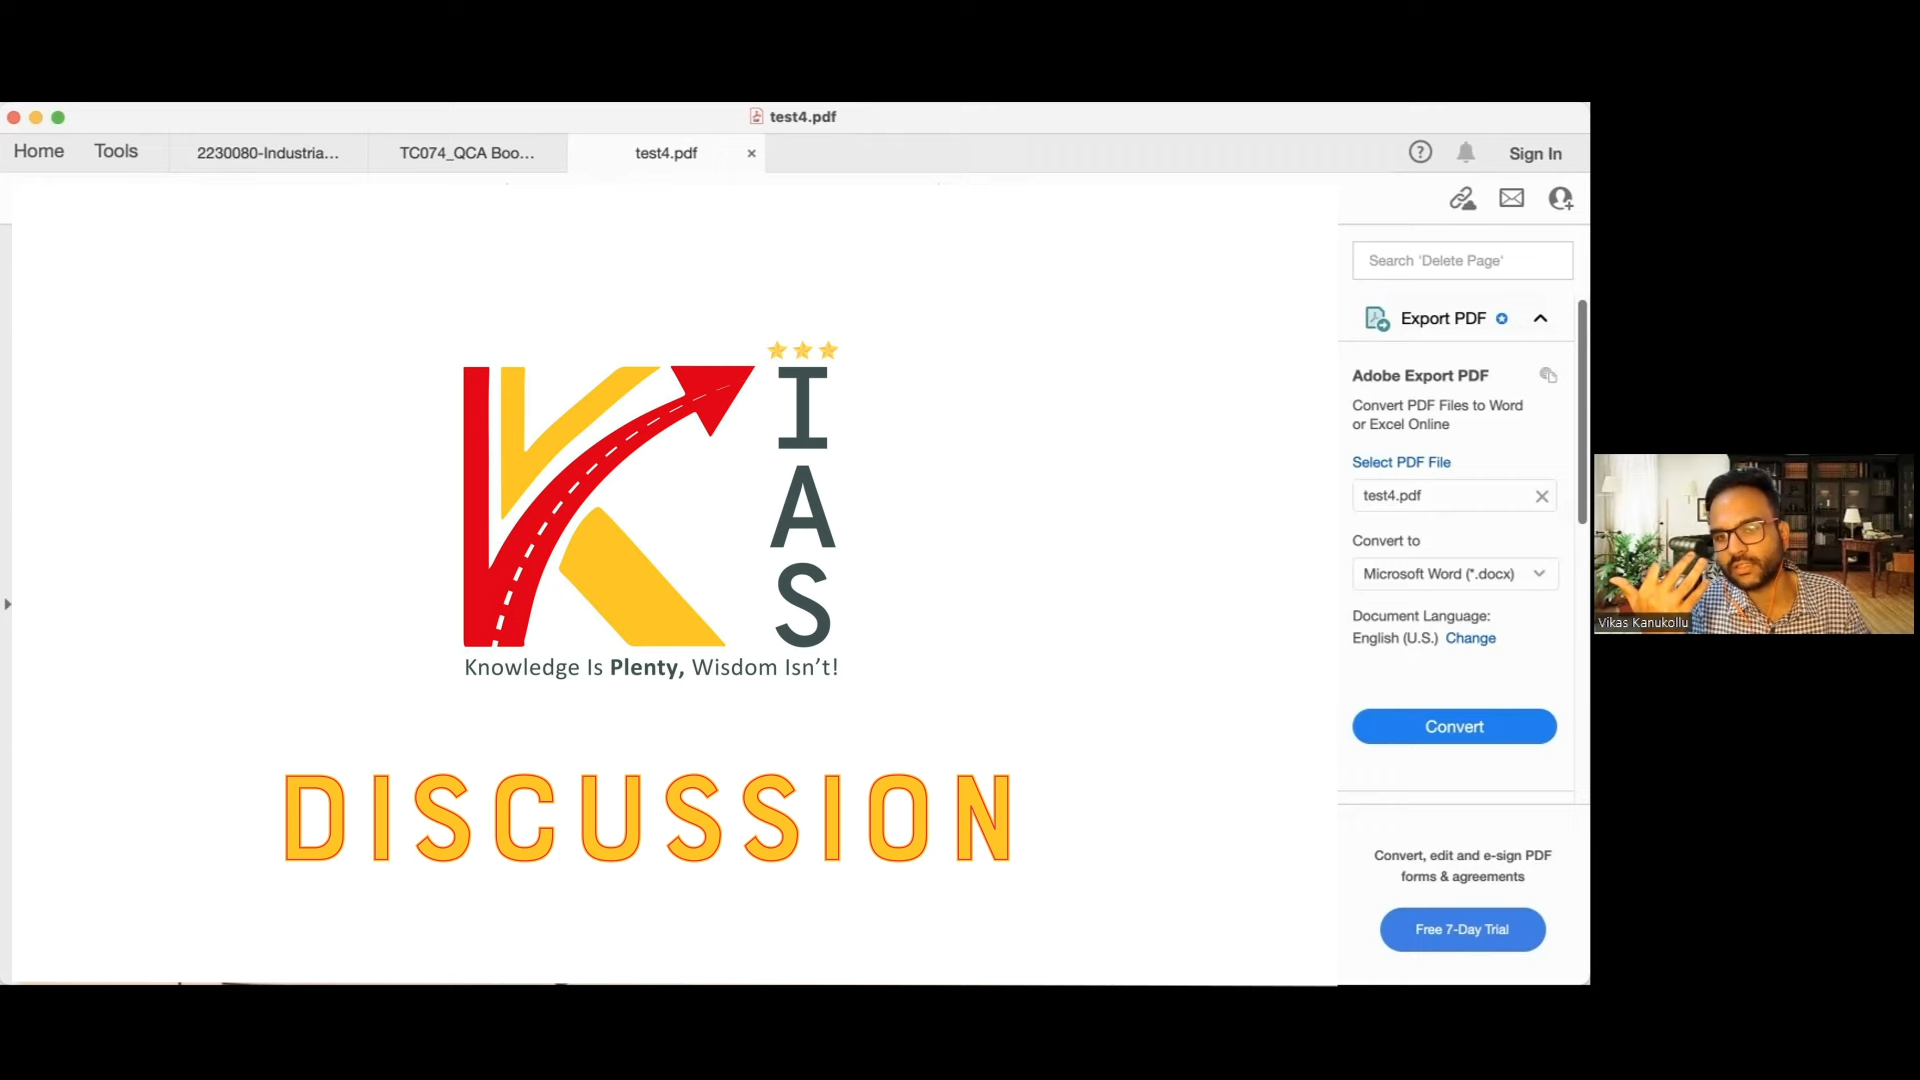 test4.pdf
Home Tools 2230080-Industria... TC074_QCA Boo... test4.pdf Sign In
Search 'Delete Page'
Export PDF
Adobe Export PDF
Convert PDF Files to Word
or Excel Online
Select PDF File
test4.pdf
Convert to
Microsoft Word (*.docx)
Document Language:
English (U.S.) Change
Convert
Convert, edit and e-sign PDF
forms & agreements
Free 7-Day Trial
K
I
A
S
Knowledge Is Plenty, Wisdom Isn't!
DISCUSSION
Vikas Kanukollu